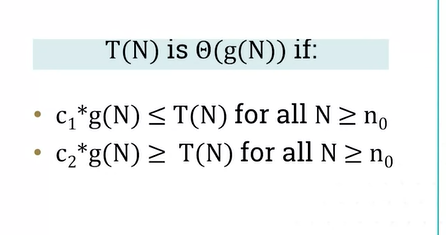 T(N) is Θ(g(N)) if:
• c₁*g(N) ≤ T(N) for all N ≥ n₀
• c₂*g(N) ≥ T(N) for all N ≥ n₀